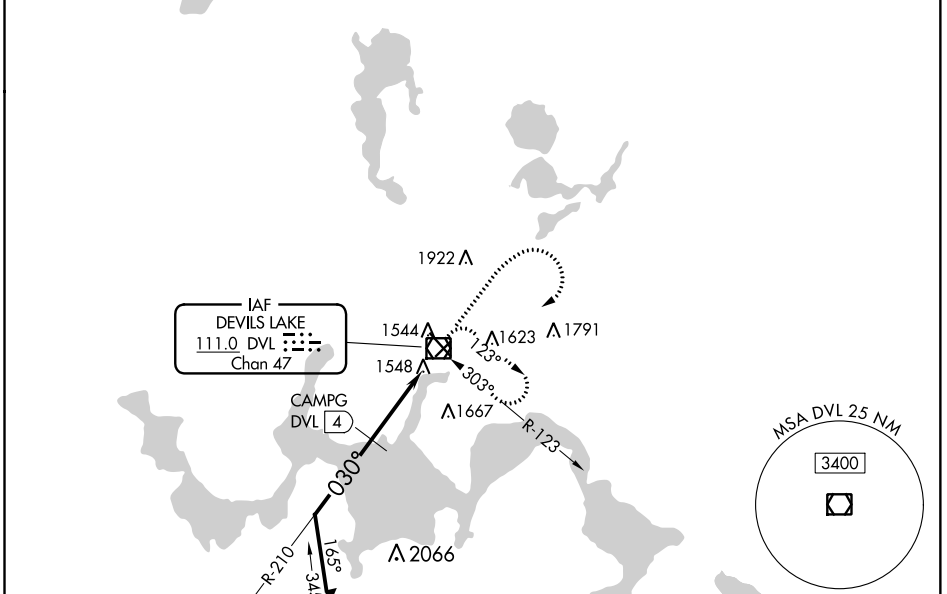 1922
IAF
DEVILS LAKE
111.0 DVL
Chan 47
1544
1623
1791
123°
1548
303°
CAMPG
DVL 4
1667
R-123
MSA DVL 25 NM
3400
030°
R-210
165°
2066